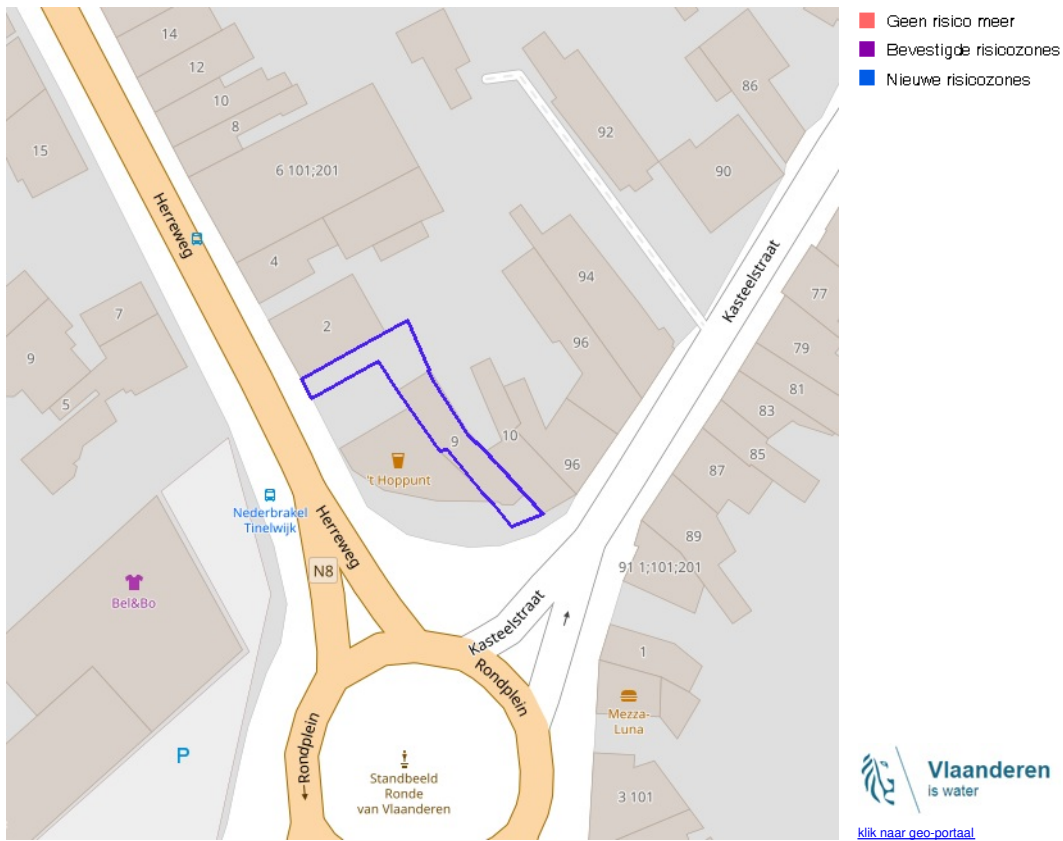 14
12
10
8
15
6 101;201
Herreweg
4
2
7
9
5
86
92
90
Kasteelstraat
94
96
77
79
81
83
85
87
't Hoppunt
9
10
96
Nederbrakel
Tinelwijk
Herreweg
N8
89
91 1;101;201
Bel&Bo
Kasteelstraat
Rondplein
1
Mezza-
Luna
Rondplein
P
Standbeeld
Ronde
van Vlaanderen
3 101
Geen risico meer
Bevestigde risicozones
Nieuwe risicozones
Vlaanderen
is water
klik naar geo-portaal